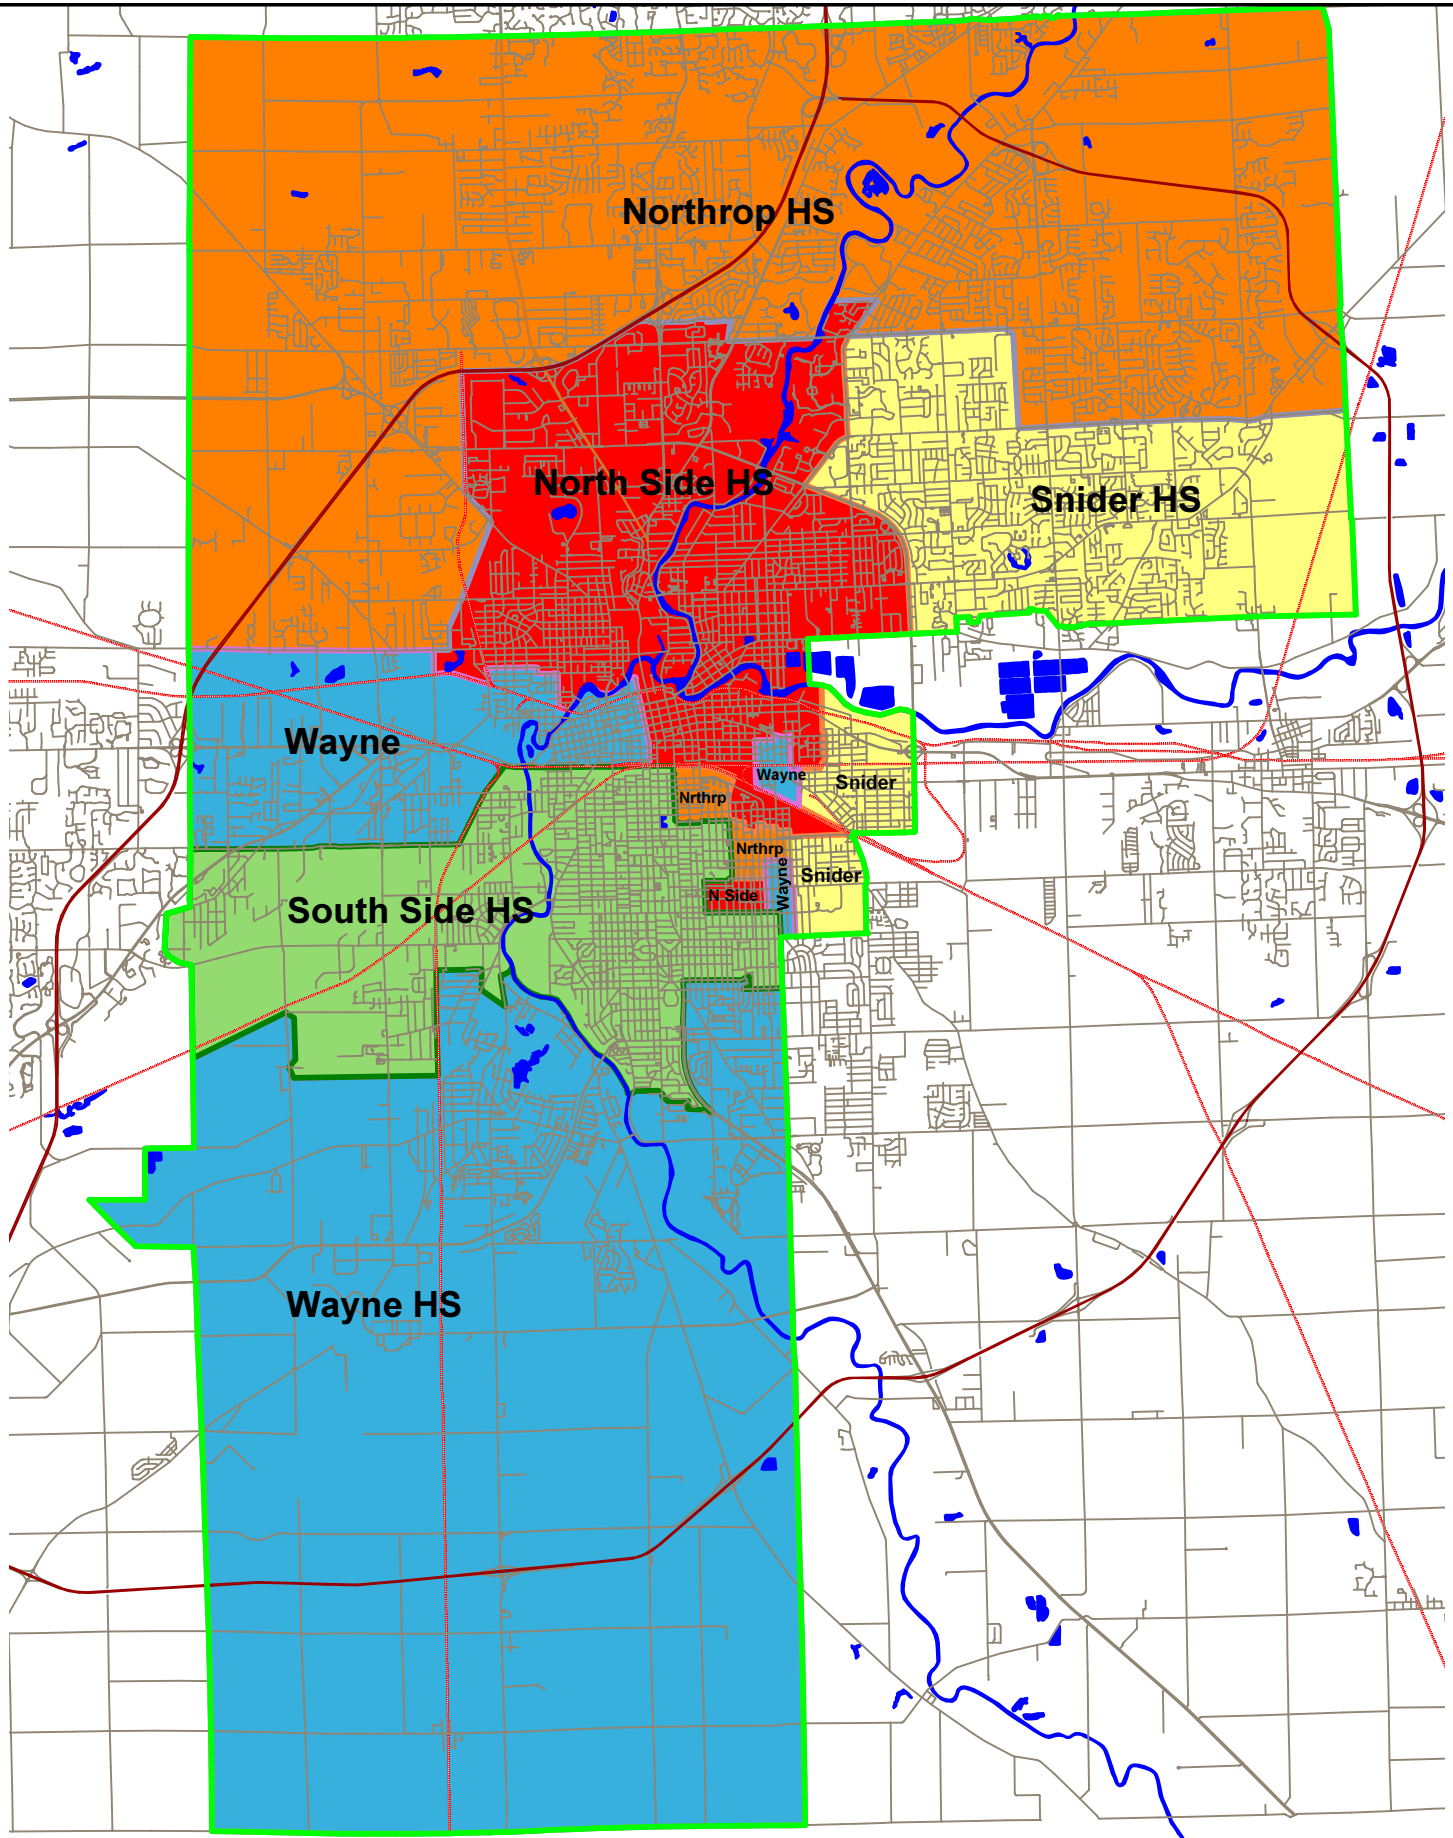 Northrop HS
North Side HS
Snider HS
Wayne
Wayne
Snider
Nrthrp
Nrthrp
Wayne
Snider
N Side
South Side HS
Wayne HS